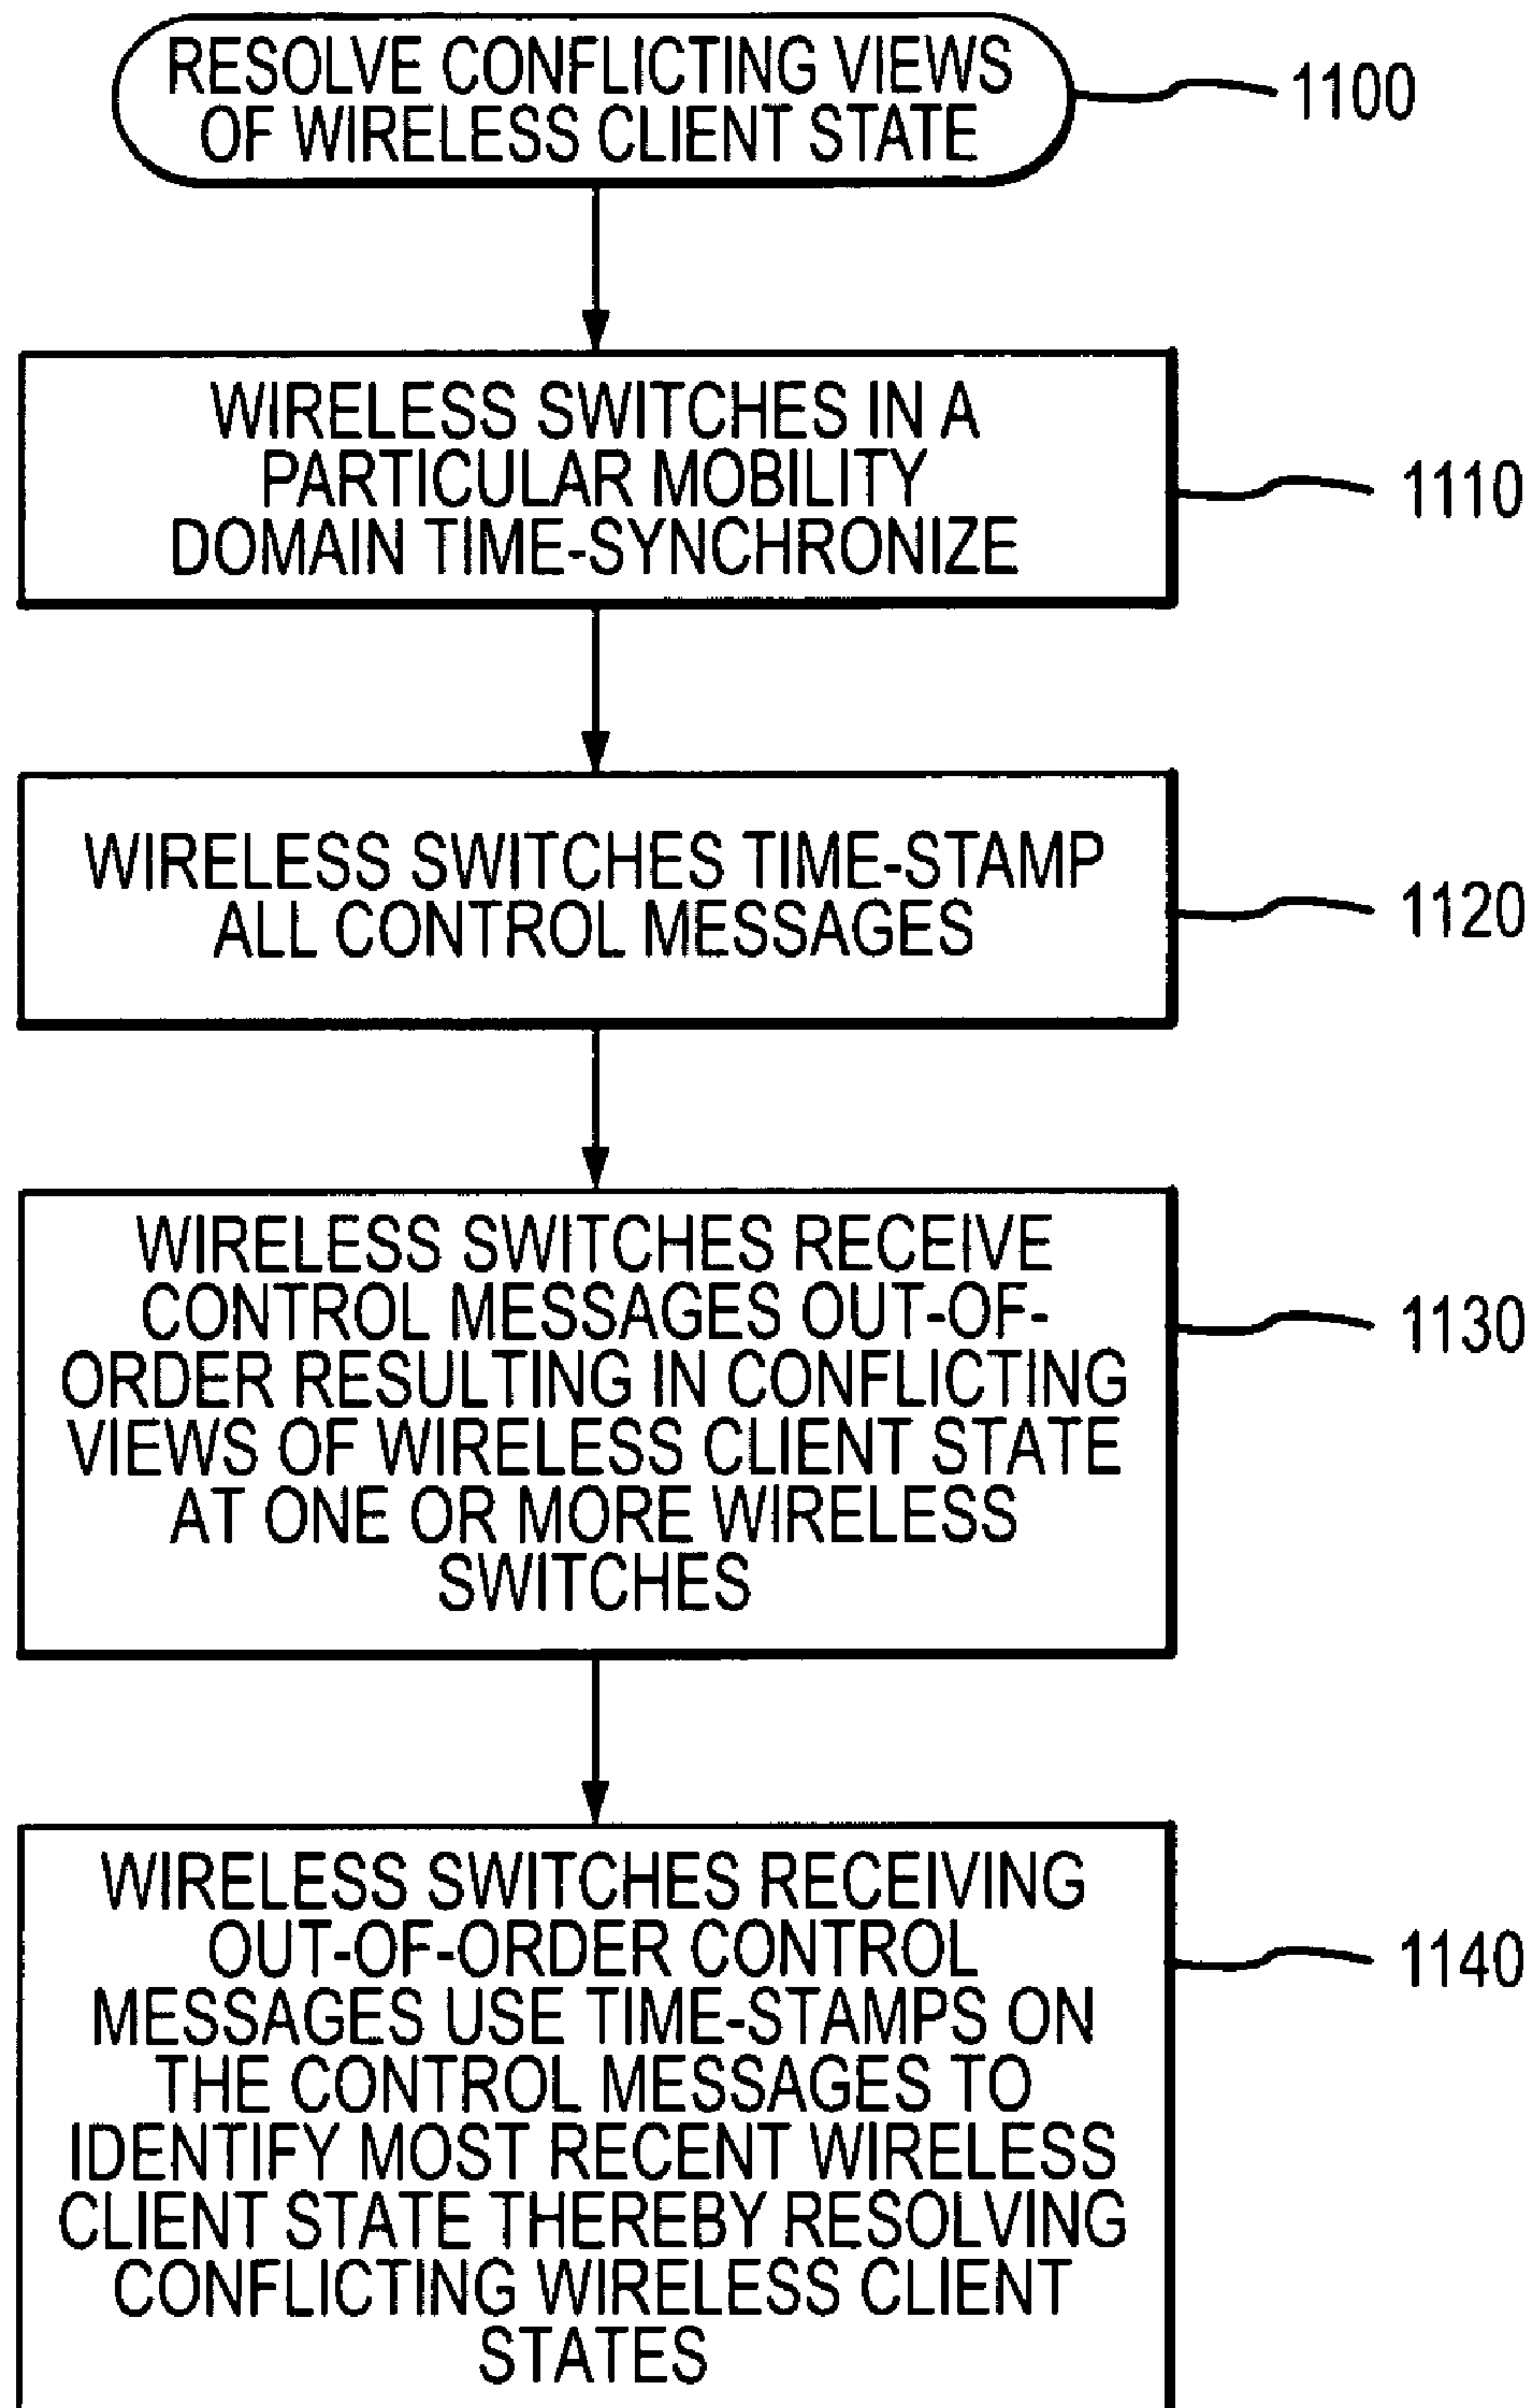 RESOLVE CONFLICTING VIEWS
OF WIRELESS CLIENT STATE
1100
WIRELESS SWITCHES IN A
PARTICULAR MOBILITY
DOMAIN TIME-SYNCHRONIZE
1110
WIRELESS SWITCHES TIME-STAMP
ALL CONTROL MESSAGES
1120
WIRELESS SWITCHES RECEIVE
CONTROL MESSAGES OUT-OF-
ORDER RESULTING IN CONFLICTING
VIEWS OF WIRELESS CLIENT STATE
AT ONE OR MORE WIRELESS
SWITCHES
1130
WIRELESS SWITCHES RECEIVING
OUT-OF-ORDER CONTROL
MESSAGES USE TIME-STAMPS ON
THE CONTROL MESSAGES TO
IDENTIFY MOST RECENT WIRELESS
CLIENT STATE THEREBY RESOLVING
CONFLICTING WIRELESS CLIENT
STATES
1140